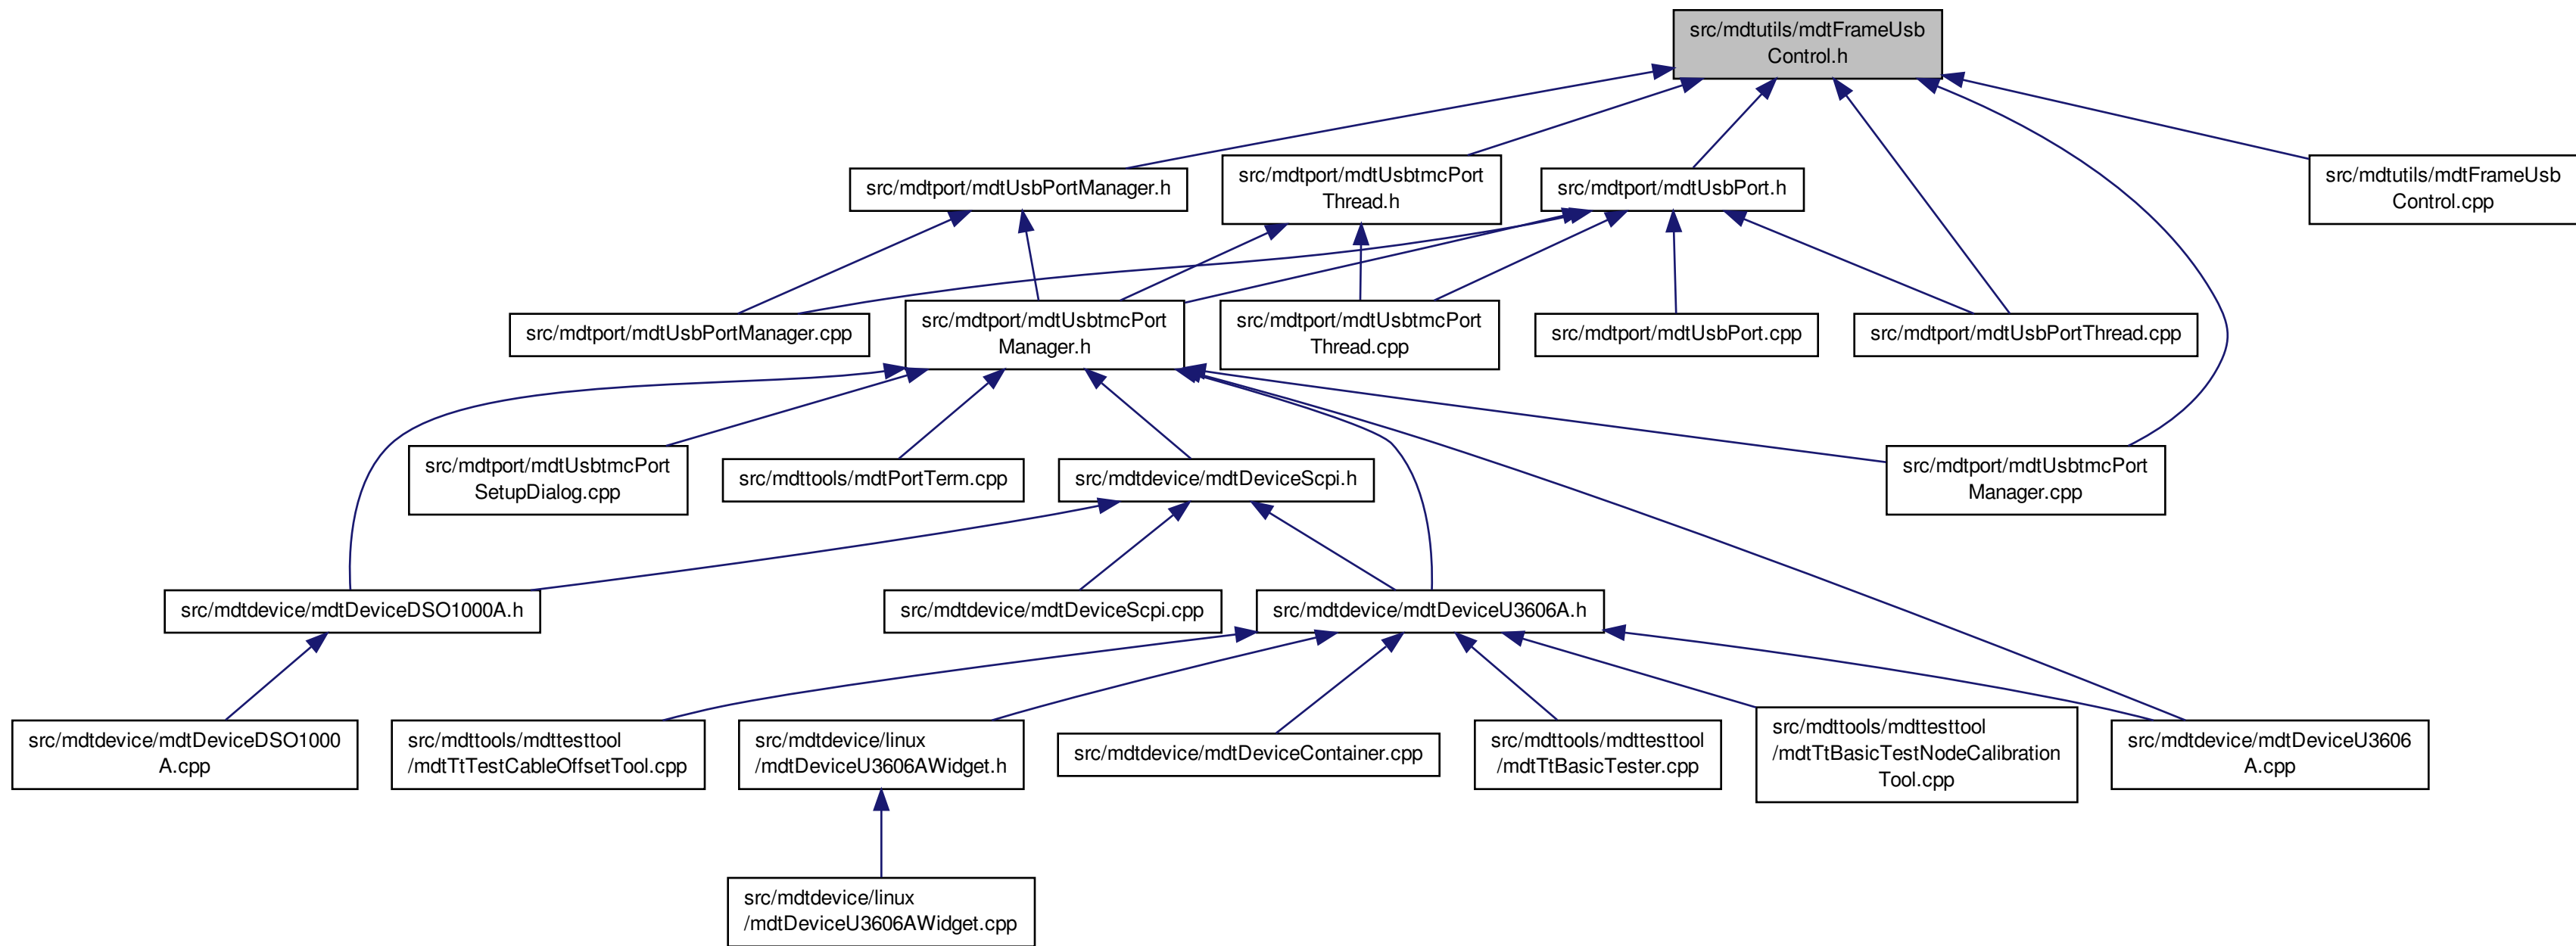 src/mdtutils/mdtFrameUsb
Control.h
src/mdtport/mdtUsbPortManager.h
src/mdtport/mdtUsbtmcPort
Thread.h
src/mdtport/mdtUsbPort.h
src/mdtutils/mdtFrameUsb
Control.cpp
src/mdtport/mdtUsbPortManager.cpp
src/mdtport/mdtUsbtmcPort
Manager.h
src/mdtport/mdtUsbtmcPort
Thread.cpp
src/mdtport/mdtUsbPort.cpp
src/mdtport/mdtUsbPortThread.cpp
src/mdtport/mdtUsbtmcPort
SetupDialog.cpp
src/mdttools/mdtPortTerm.cpp
src/mdtdevice/mdtDeviceScpi.h
src/mdtport/mdtUsbtmcPort
Manager.cpp
src/mdtdevice/mdtDeviceDSO1000A.h
src/mdtdevice/mdtDeviceScpi.cpp
src/mdtdevice/mdtDeviceU3606A.h
src/mdtdevice/mdtDeviceDSO1000
A.cpp
src/mdttools/mdttesttool
/mdtTtTestCableOffsetTool.cpp
src/mdtdevice/linux
/mdtDeviceU3606AWidget.h
src/mdtdevice/mdtDeviceContainer.cpp
src/mdttools/mdttesttool
/mdtTtBasicTester.cpp
src/mdttools/mdttesttool
/mdtTtBasicTestNodeCalibration
Tool.cpp
src/mdtdevice/mdtDeviceU3606
A.cpp
src/mdtdevice/linux
/mdtDeviceU3606AWidget.cpp